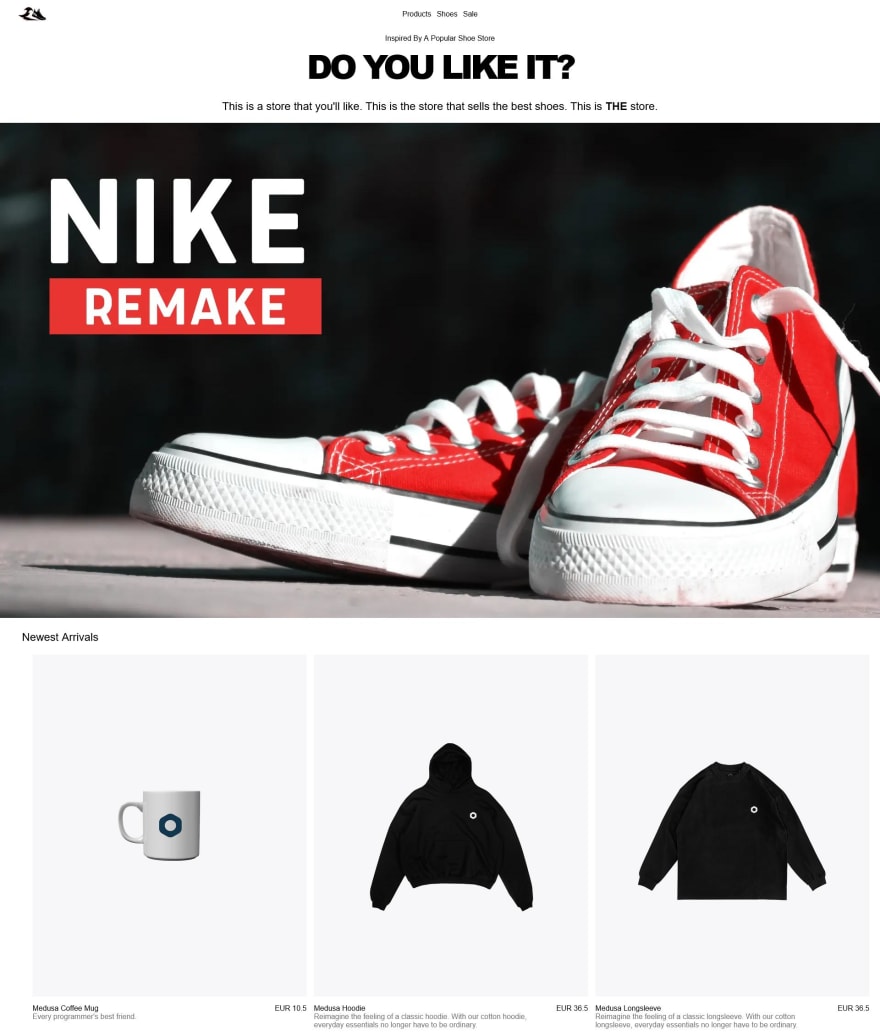 Products Shoes Sale
Inspired By A Popular Shoe Store
DO YOU LIKE IT?
This is a store that you'll like. This is the store that sells the best shoes. This is THE store.
NIKE
REMAKE
Newest Arrivals
Medusa Coffee Mug EUR 10.5
Every programmer's best friend.
Medusa Hoodie EUR 36.5
Reimagine the feeling of a classic hoodie. With our cotton hoodie,
everyday essentials no longer have to be ordinary
Medusa Longsleeve EUR 36.5
Reimagine the feeling of a classic longsleeve. With our cotton
longsleeve, everyday essentials no longer have to be ordinary